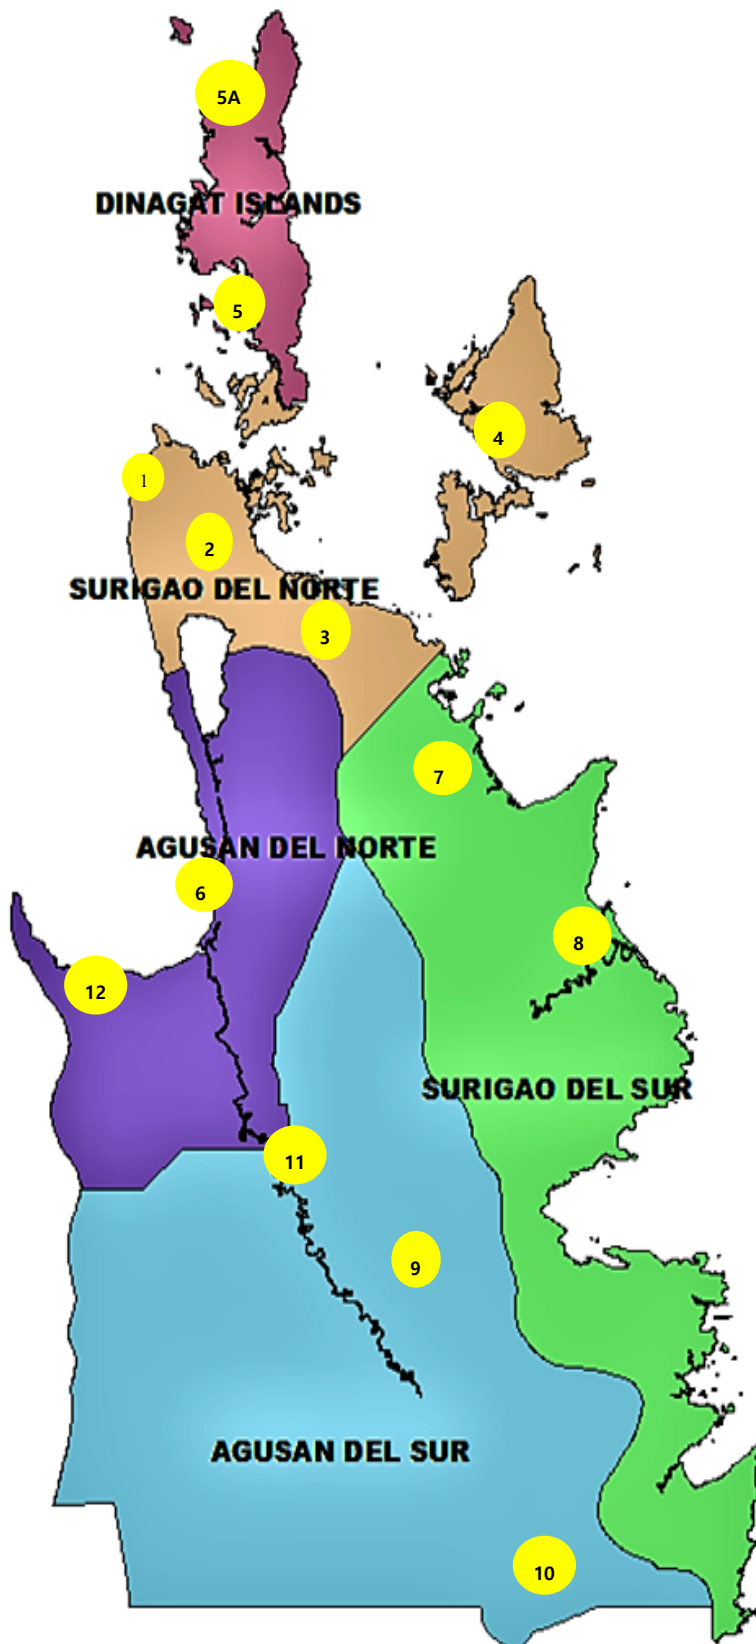 5A
DINAGAT ISLANDS
5
4
1
2
SURIGAO DEL NORTE
3
7
AGUSAN DEL NORTE
6
8
12
SURIGAO DEL SUR
11
9
AGUSAN DEL SUR
10